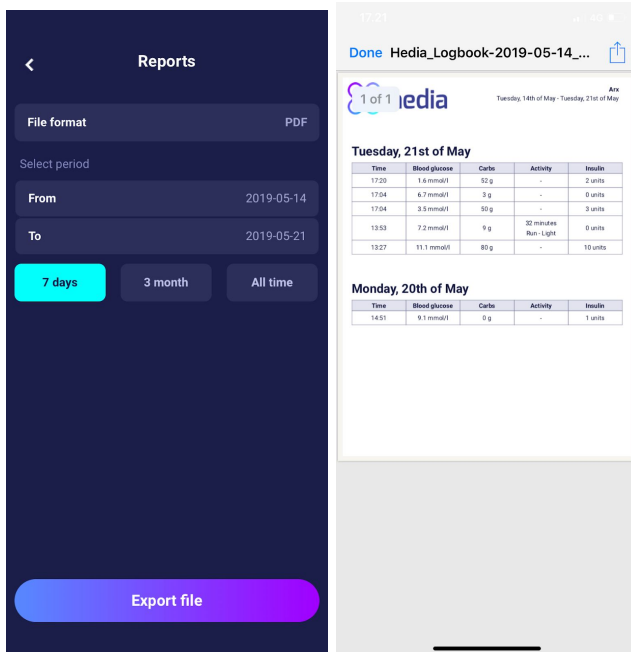 Reports
File format PDF
Select period
From 2019-05-14
To 2019-05-21
7 days 3 month All time
Export file
17:21 4G
Done Hedia_Logbook-2019-05-14_...
1 of 1
hedia
Arx
Tuesday, 14th of May - Tuesday, 21st of May
Tuesday, 21st of May
Time Blood glucose Carbs Activity Insulin
17:20 1.6 mmol/l 52 g - 2 units
17:04 6.7 mmol/l 3 g - 0 units
17:04 3.5 mmol/l 50 g - 3 units
13:53 7.2 mmol/l 9 g 32 minutes 0 units
Run - Light
13:27 11.1 mmol/l 80 g - 10 units
Monday, 20th of May
Time Blood glucose Carbs Activity Insulin
14:51 9.1 mmol/l 0 g - 1 units